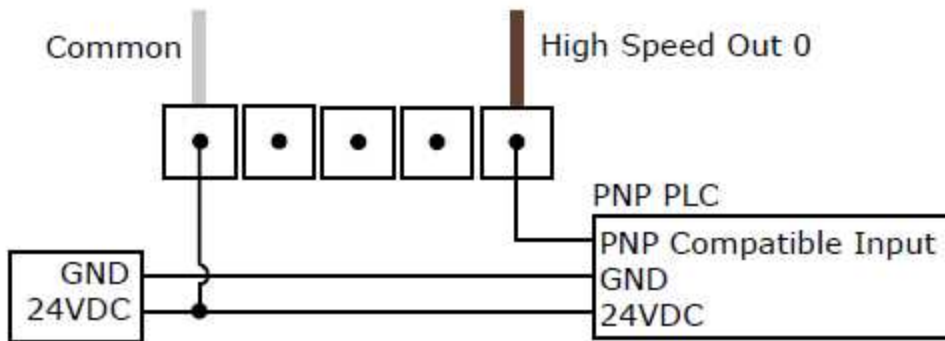 Common
High Speed Out 0
PNP PLC
PNP Compatible Input
GND
24VDC
GND
24VDC